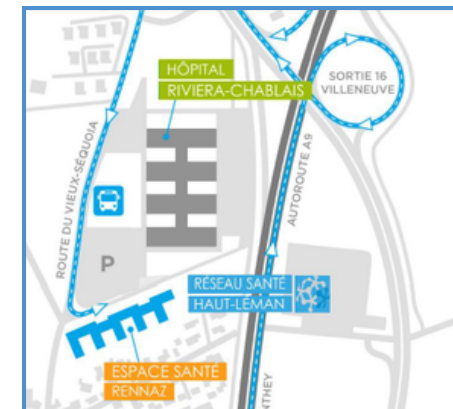 HÔPITAL
RIVIERA-CHABLAIS
SORTIE 16
VILLENEUVE
ROUTE DU VIEUX-SÉQUOIA
AUTOROUTE A9
P
RÉSEAU SANTÉ
HAUT-LÉMAN
ESPACE SANTÉ
RENNAZ
NTHEY